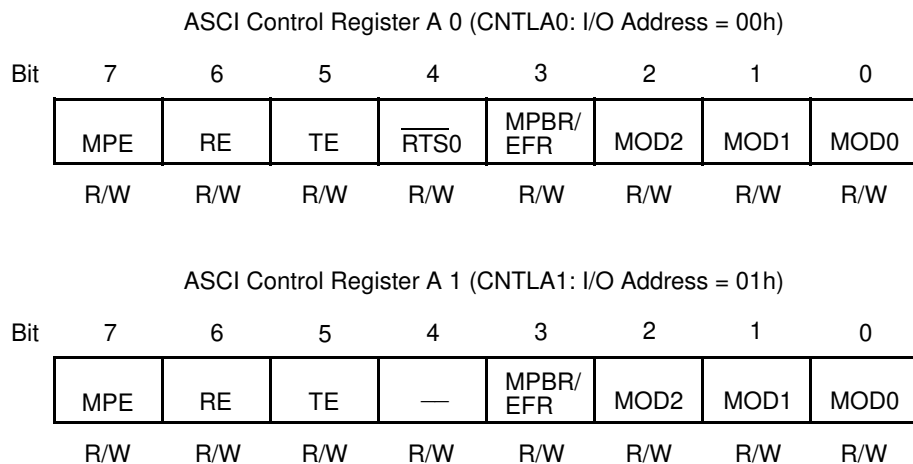 ASCI Control Register A 0 (CNTLA0: I/O Address = 00h)
Bit 7 6 5 4 3 2 1 0
MPE RE TE R̅T̅S̅0 MPBR/EFR MOD2 MOD1 MOD0
R/W R/W R/W R/W R/W R/W R/W R/W
ASCI Control Register A 1 (CNTLA1: I/O Address = 01h)
Bit 7 6 5 4 3 2 1 0
MPE RE TE — MPBR/EFR MOD2 MOD1 MOD0
R/W R/W R/W R/W R/W R/W R/W R/W